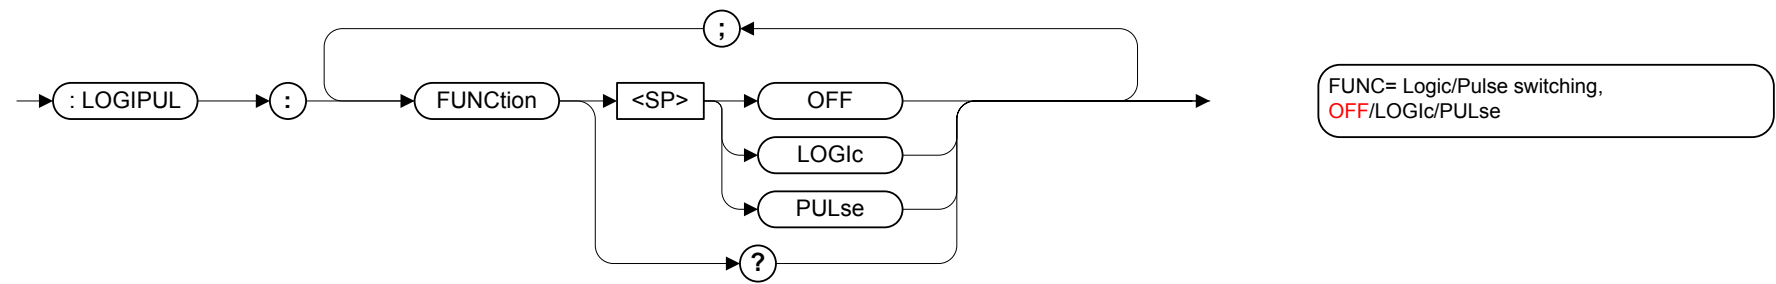 ;
: LOGIPUL
:
FUNCtion
<SP>
OFF
LOGIc
PULse
?
FUNC= Logic/Pulse switching,
OFF/LOGIc/PULse